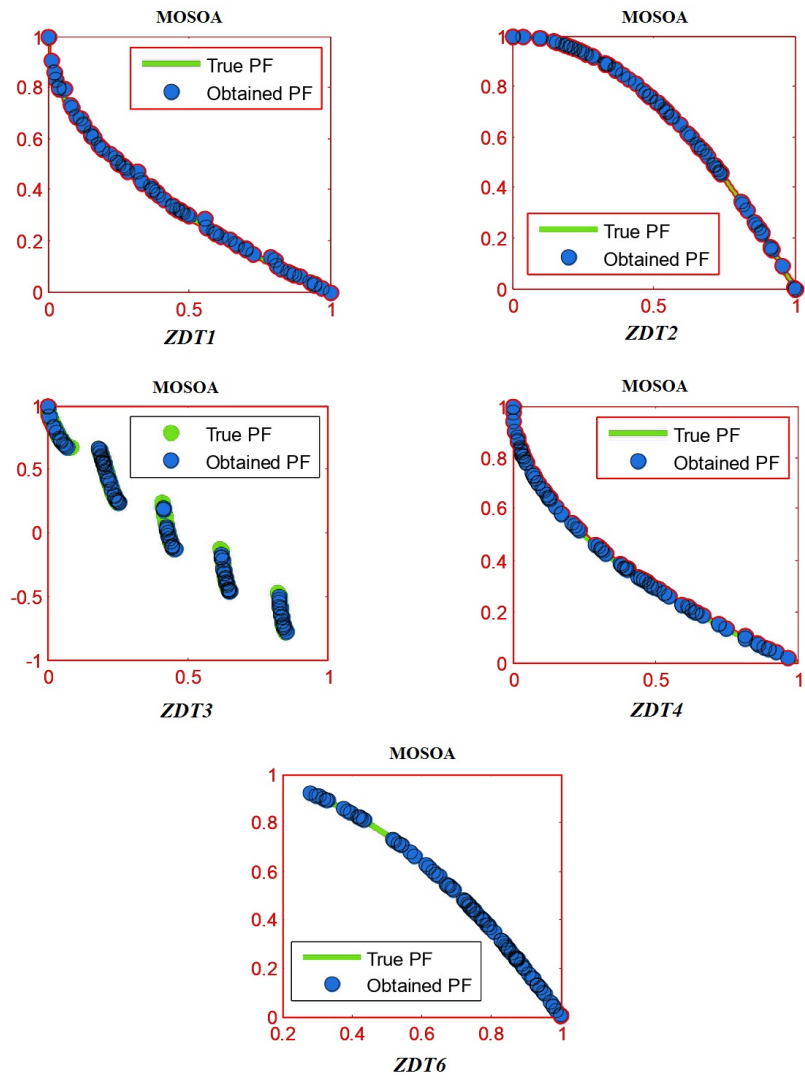 MOSOA
True PF
Obtained PF
1
0.8
0.6
0.4
0.2
0
0 0.5 1
ZDT1
MOSOA
True PF
Obtained PF
1
0.8
0.6
0.4
0.2
0
0 0.5 1
ZDT2
MOSOA
True PF
Obtained PF
1
0.5
0
-0.5
-1
0 0.5 1
ZDT3
MOSOA
True PF
Obtained PF
1
0.8
0.6
0.4
0.2
0
0 0.5 1
ZDT4
MOSOA
True PF
Obtained PF
1
0.8
0.6
0.4
0.2
0
0.2 0.4 0.6 0.8 1
ZDT6